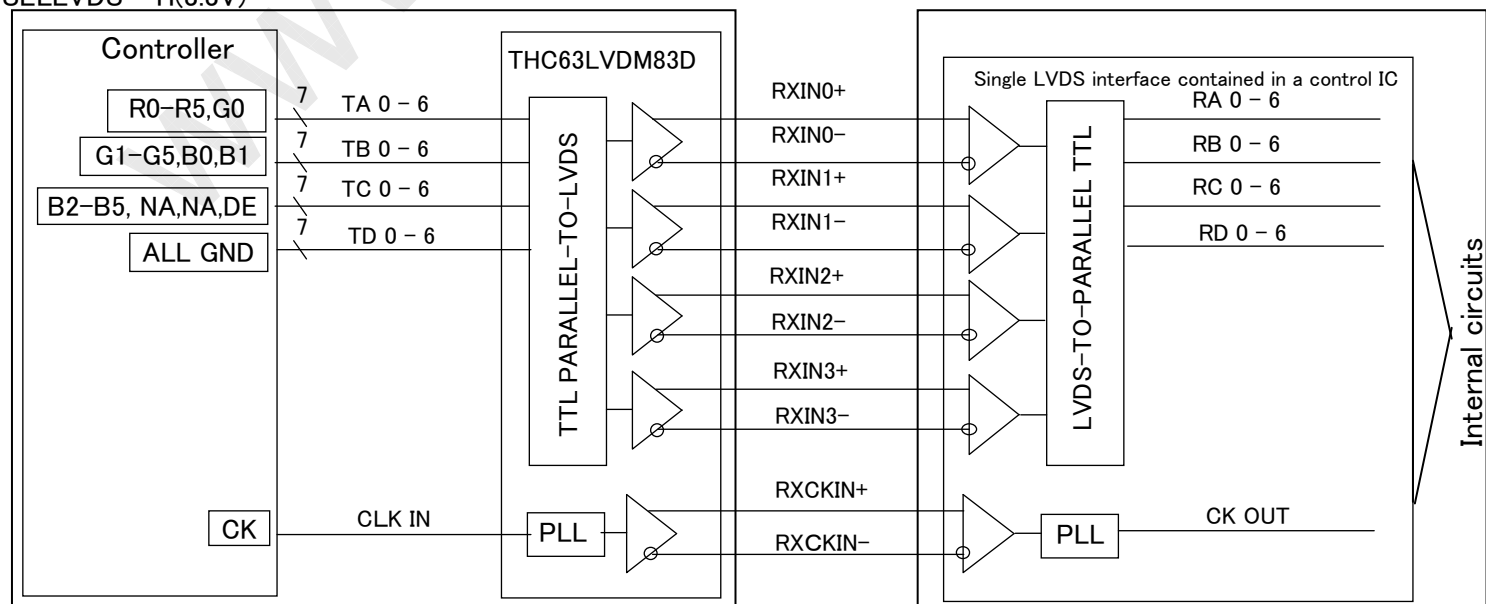 Controller
THC63LVDM83D
Single LVDS interface contained in a control IC
R0-R5,G0
7
TA 0 - 6
RXIN0+
RA 0 - 6
G1-G5,B0,B1
7
TB 0 - 6
RXIN0-
RB 0 - 6
B2-B5, NA,NA,DE
7
TC 0 - 6
RXIN1+
RC 0 - 6
ALL GND
7
TD 0 - 6
RXIN1-
RD 0 - 6
TTL PARALLEL-TO-LVDS
LVDS-TO-PARALLEL TTL
RXIN2+
RXIN2-
RXIN3+
RXIN3-
Internal circuits
CK
CLK IN
PLL
RXCKIN+
RXCKIN-
PLL
CK OUT